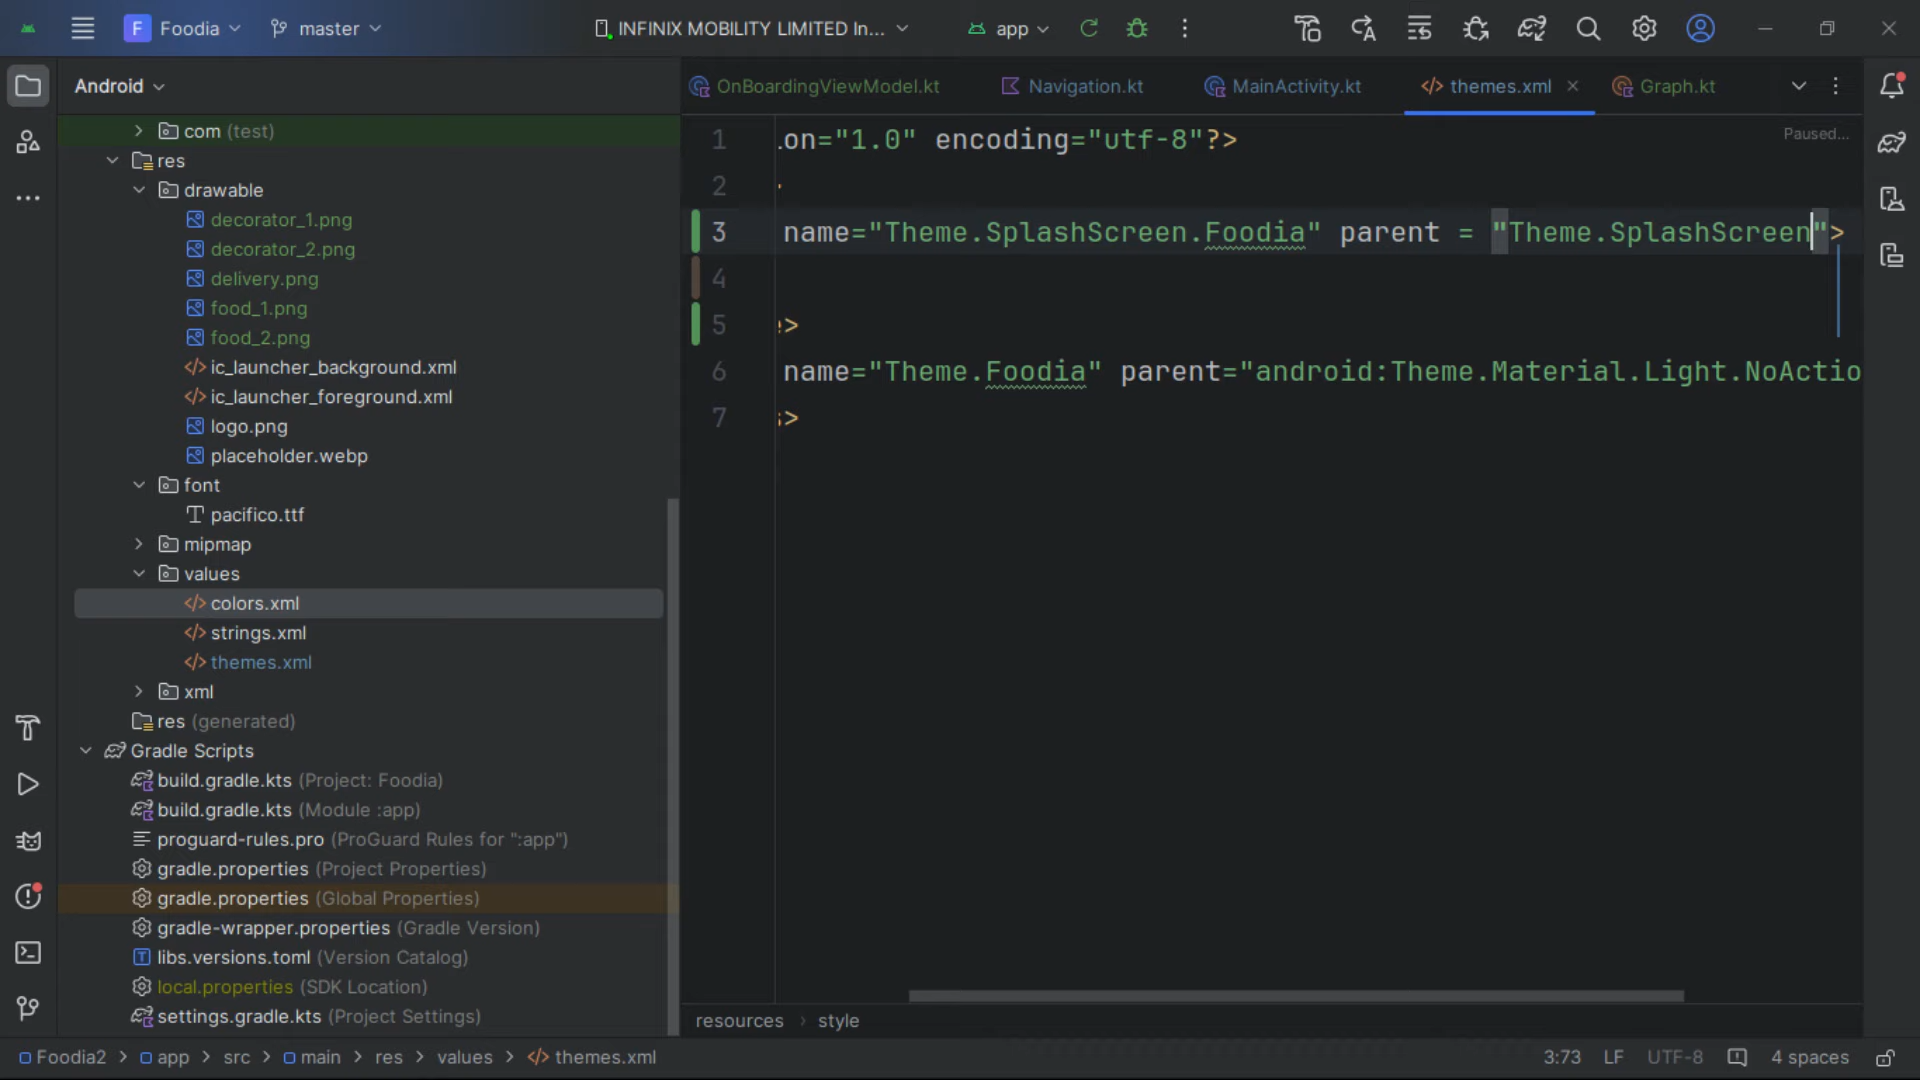 F Foodia master INFINIX MOBILITY LIMITED In... app
Android
com (test)
res
drawable
decorator_1.png
decorator_2.png
delivery.png
food_1.png
food_2.png
ic_launcher_background.xml
ic_launcher_foreground.xml
logo.png
placeholder.webp
font
pacifico.ttf
mipmap
values
colors.xml
strings.xml
themes.xml
xml
res (generated)
Gradle Scripts
build.gradle.kts (Project: Foodia)
build.gradle.kts (Module :app)
proguard-rules.pro (ProGuard Rules for ":app")
gradle.properties (Project Properties)
gradle.properties (Global Properties)
gradle-wrapper.properties (Gradle Version)
libs.versions.toml (Version Catalog)
local.properties (SDK Location)
settings.gradle.kts (Project Settings)
OnBoardingViewModel.kt Navigation.kt MainActivity.kt themes.xml Graph.kt
Paused...
1 on="1.0" encoding="utf-8"?>
2
3 name="Theme.SplashScreen.Foodia" parent = "Theme.SplashScreen">
4
5 >
6 name="Theme.Foodia" parent="android:Theme.Material.Light.NoActio
7 >
resources > style
Foodia2 > app > src > main > res > values > themes.xml
3:73 LF UTF-8 4 spaces